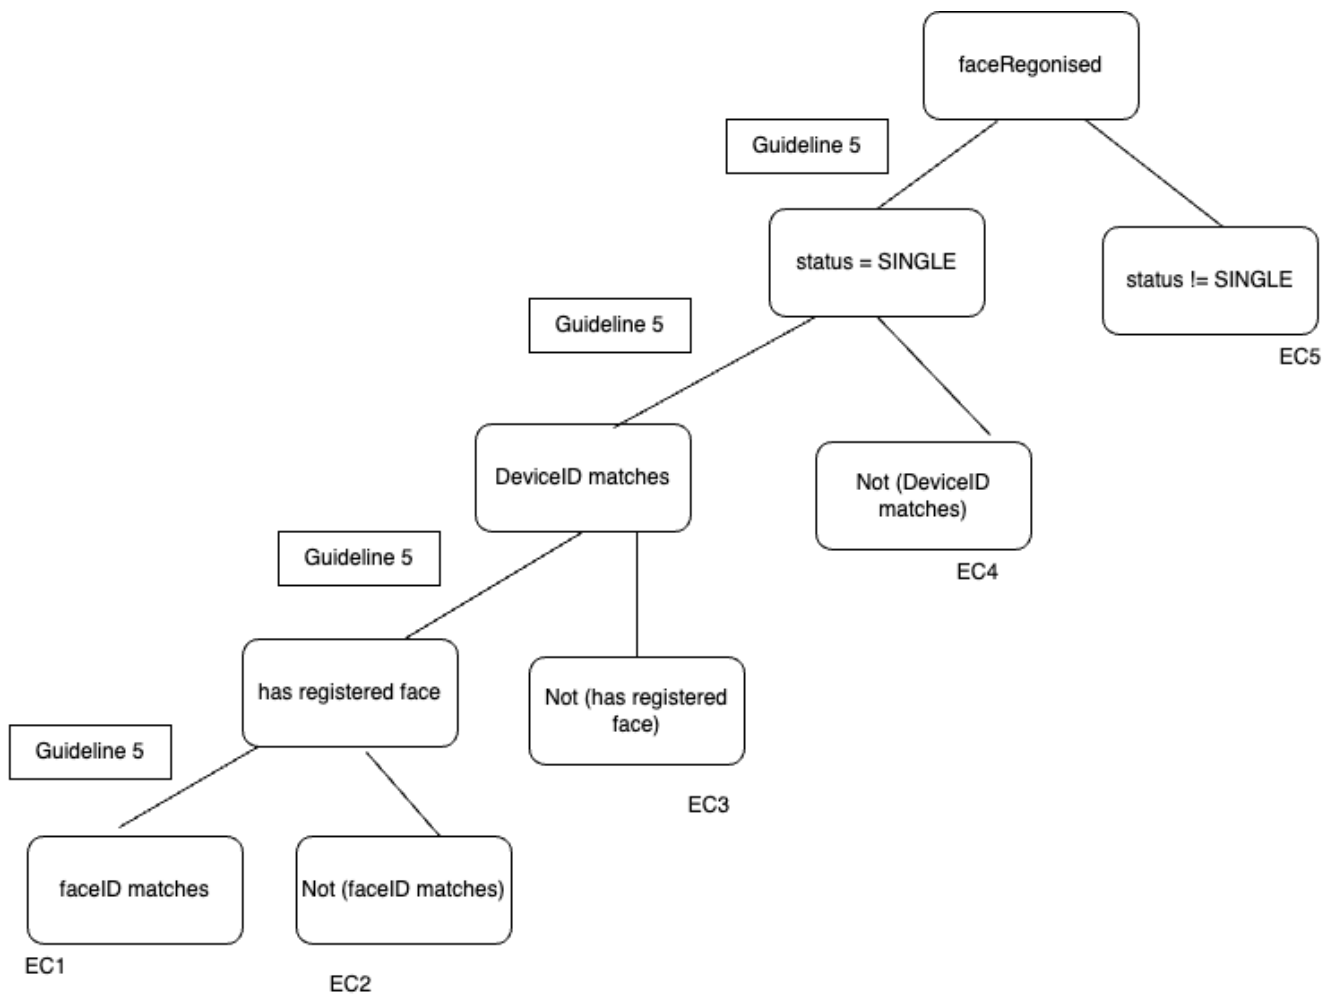 faceRegonised
Guideline 5
status = SINGLE
status != SINGLE
EC5
Guideline 5
DeviceID matches
Not (DeviceID
matches)
EC4
Guideline 5
has registered face
Not (has registered
face)
EC3
Guideline 5
faceID matches
Not (faceID matches)
EC1
EC2